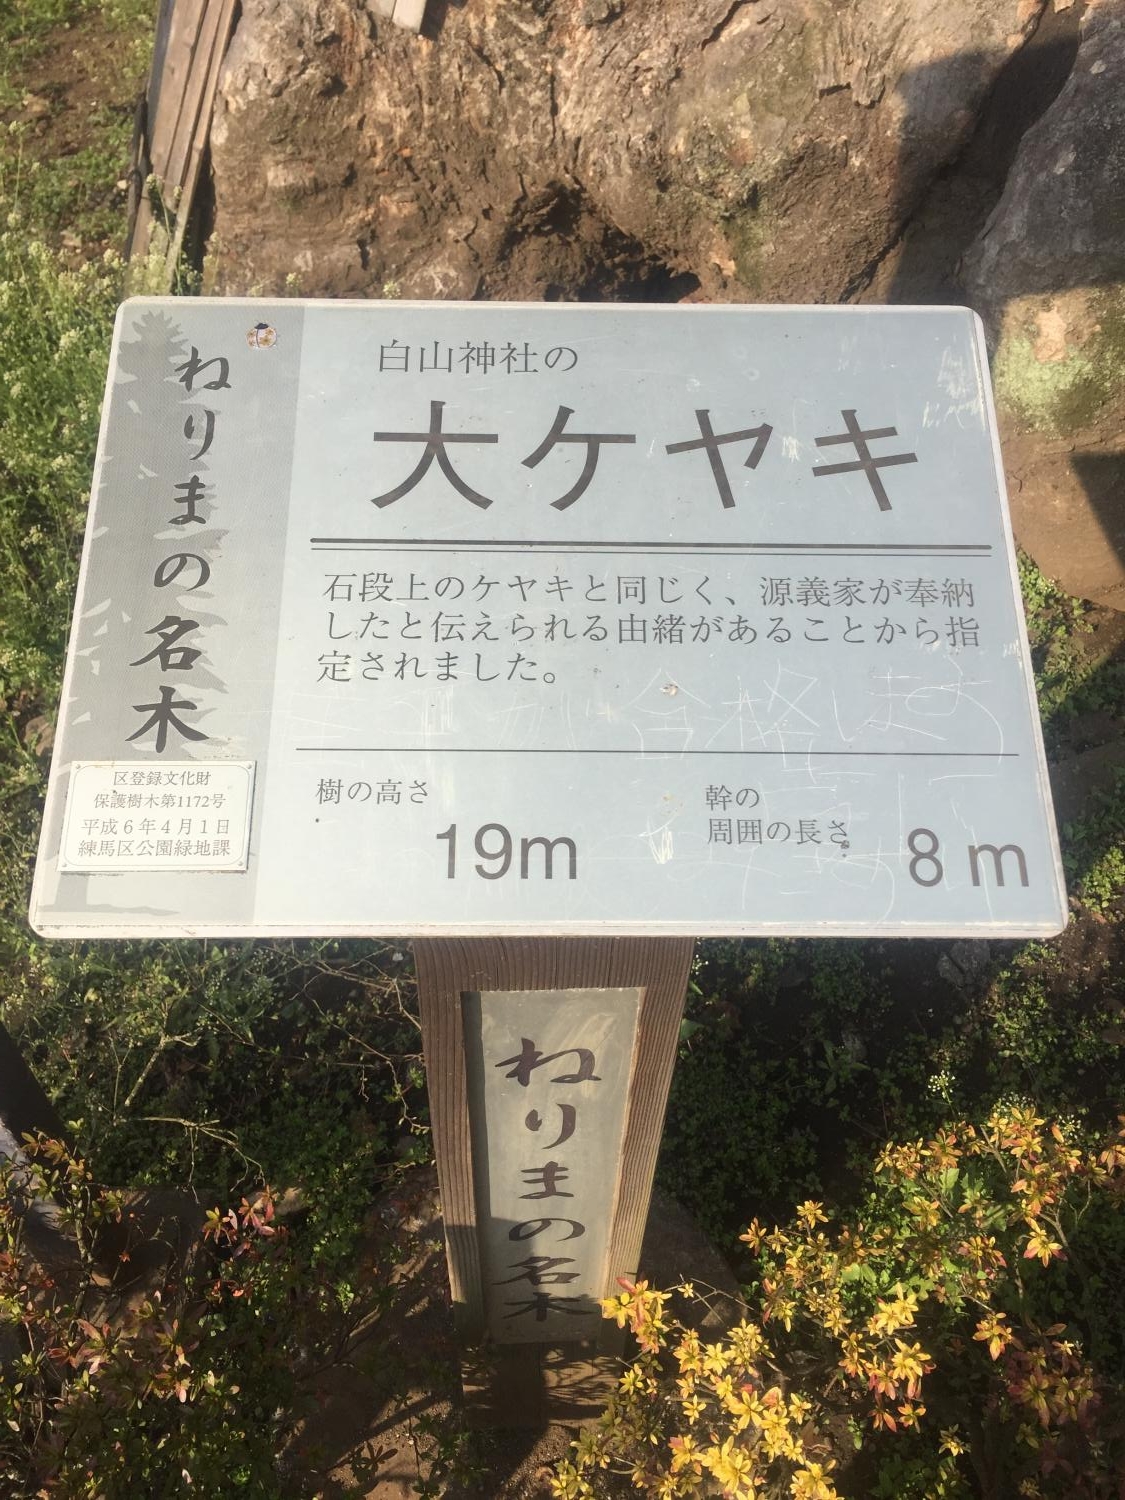 ねりまの名木
白山神社の
大ケヤキ
石段上のケヤキと同じく、源義家が奉納
したと伝えられる由緒があることから指
定されました。
樹の高さ
19m
幹の
周囲の長さ
8m
区登録文化財
保護樹木第1172号
平成6年4月1日
練馬区公園緑地課
ねりまの名木